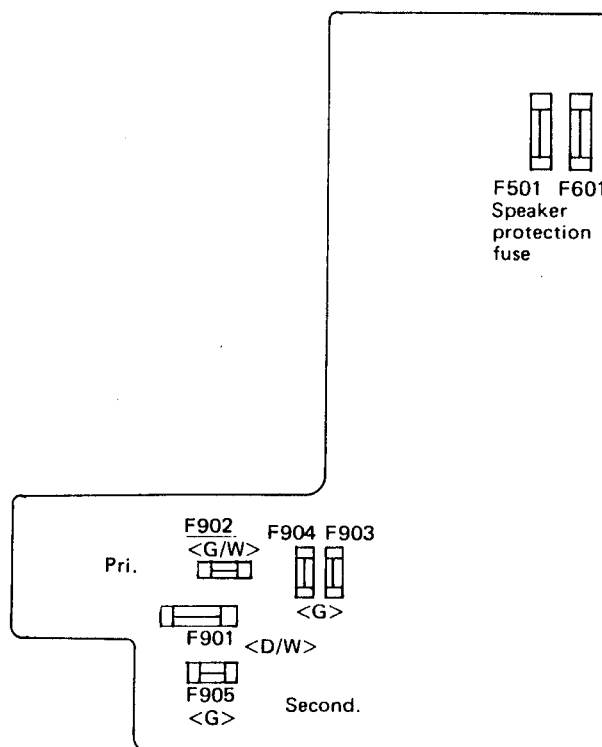 F501 F601
Speaker
protection
fuse
F902
<G/W>
F904 F903
Pri.
<G>
F901
<D/W>
F905
<G>
Second.